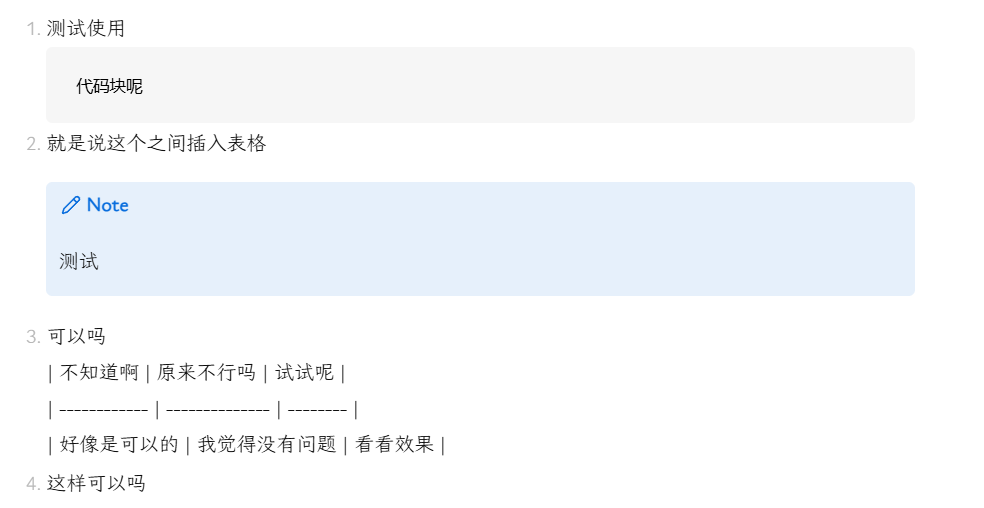 1. 测试使用
代码块呢
2. 就是说这个之间插入表格
Note
测试
3. 可以吗
| 不知道啊 | 原来不行吗 | 试试呢 |
| ------------ | -------------- | -------- |
| 好像是可以的 | 我觉得没有问题 | 看看效果 |
4. 这样可以吗